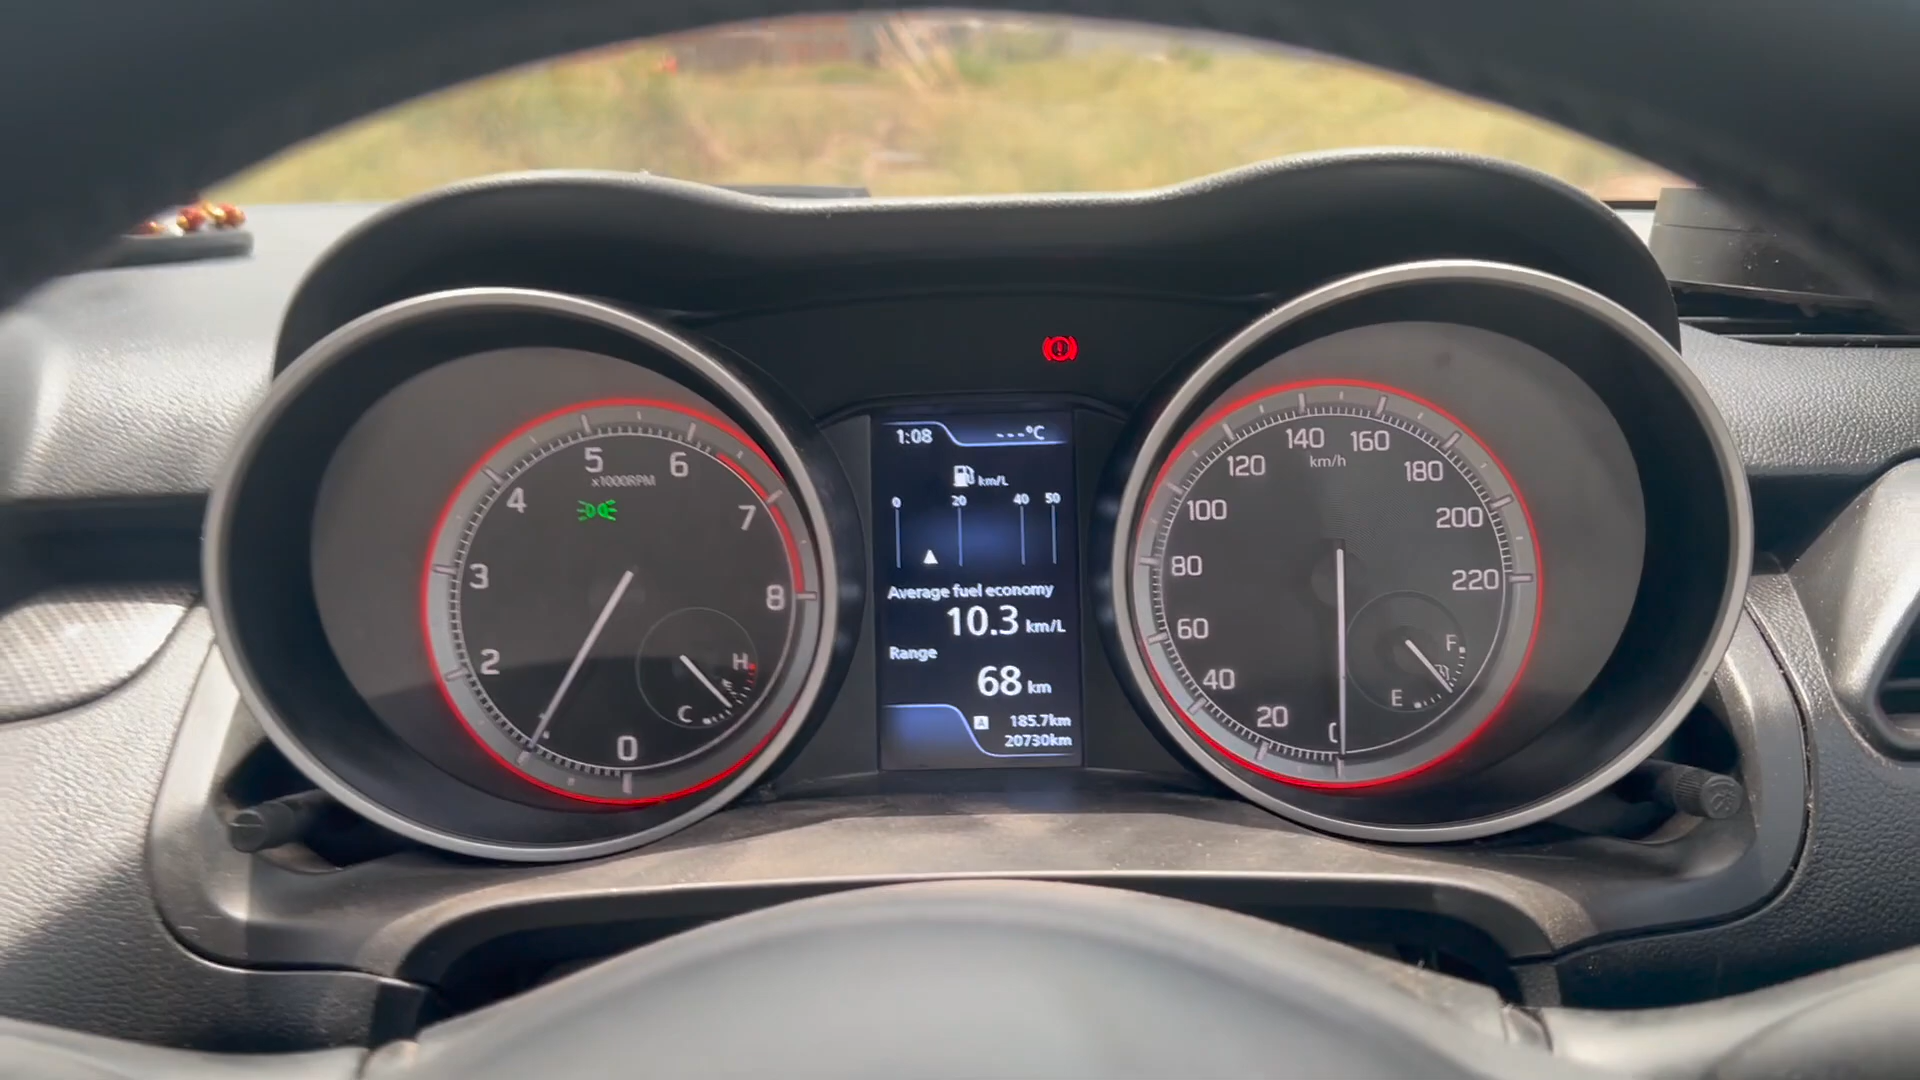 5
x1000RPM
6
4
7
3
8
2
H
C
0
1:08
---°C
km/L
0 20 40 50
Average fuel economy
10.3 km/L
Range
68 km
A 185.7km
20730km
140 160
km/h
120
180
100
200
80
220
60
F
40
E
20
0